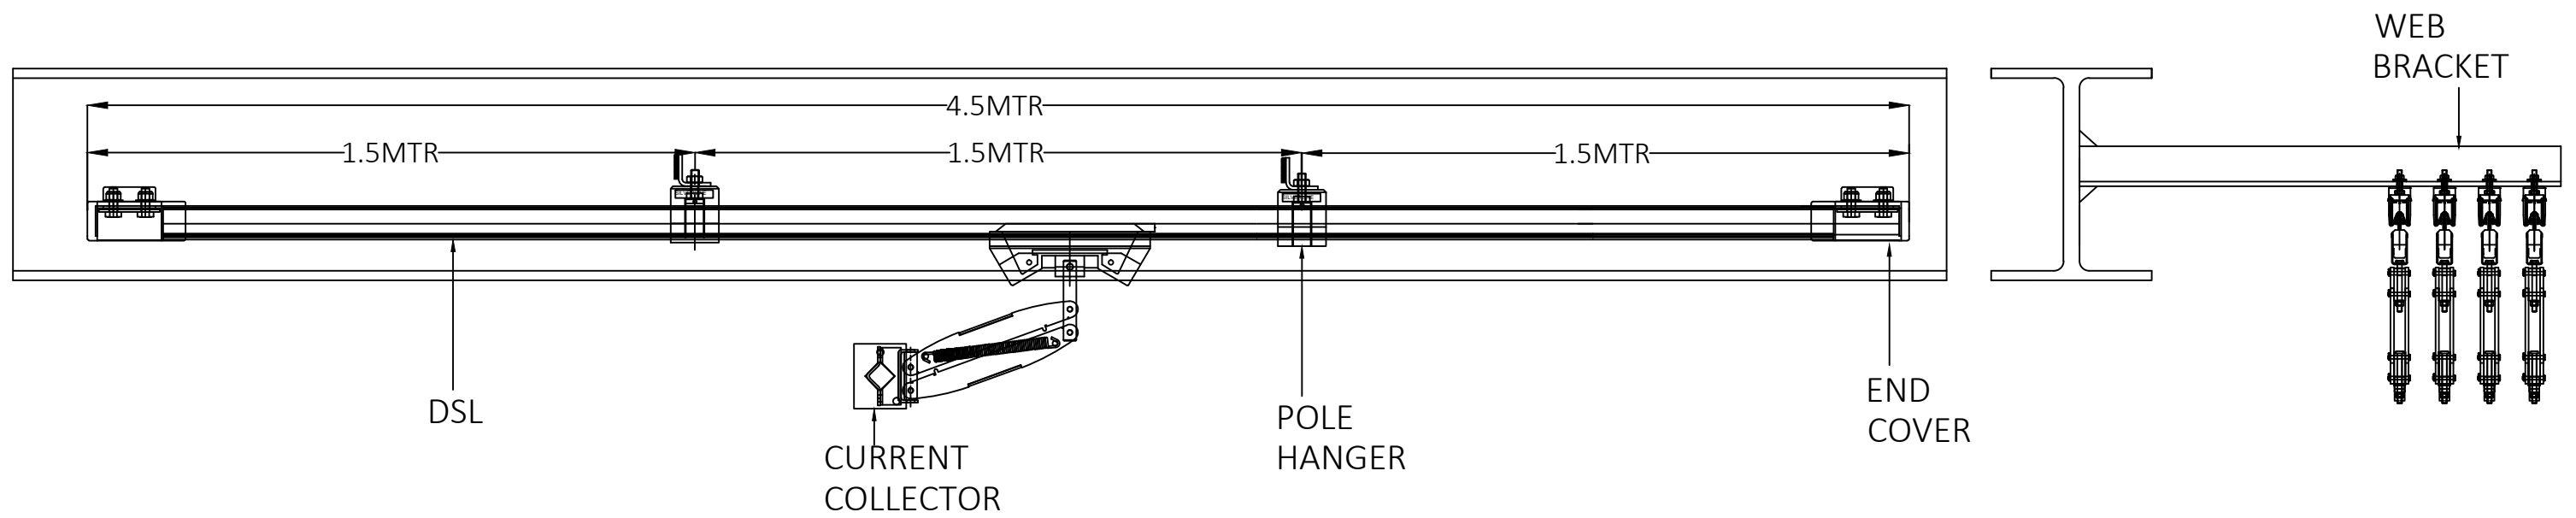 WEB
BRACKET
4.5MTR
1.5MTR
1.5MTR
1.5MTR
DSL
CURRENT
COLLECTOR
POLE
HANGER
END
COVER